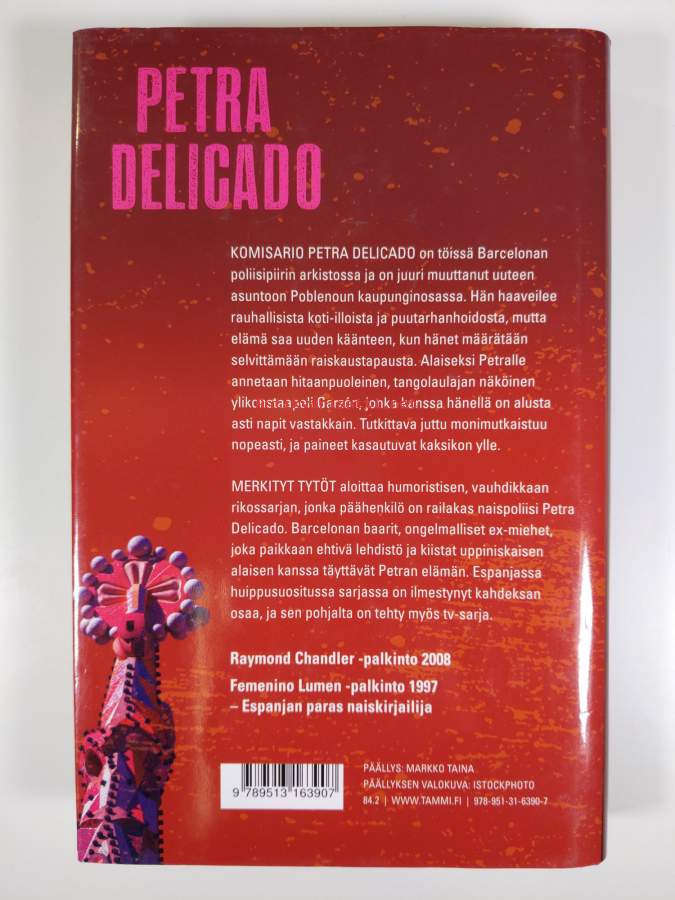 PETRA
DELICADO
KOMISARIO PETRA DELICADO on töissä Barcelonan
poliisipiirin arkistossa ja on juuri muuttanut uuteen
asuntoon Poblenoun kaupunginosassa. Hän haaveilee
rauhallisista koti-illoista ja puutarhanhoidosta, mutta
elämä saa uuden käänteen, kun hänet määrätään
selvittämään raiskaustapausta. Alaiseksi Petralle
annetaan hitaanpuoleinen, tangolaulajan näköinen
ylikonstaapeli Garzón, jonka kanssa hänellä on alusta
asti napit vastakkain. Tutkittava juttu monimutkaistuu
nopeasti, ja paineet kasautuvat kaksikon ylle.
MERKITYT TYTÖT aloittaa humoristisen, vauhdikkaan
rikossarjan, jonka päähenkilö on railakas naispoliisi Petra
Delicado. Barcelonan baarit, ongelmalliset ex-miehet,
joka paikkaan ehtivä lehdistö ja kiistat uppiniskaisen
alaisen kanssa täyttävät Petran elämän. Espanjassa
huippusuositussa sarjassa on ilmestynyt kahdeksan
osaa, ja sen pohjalta on tehty myös tv-sarja.
Raymond Chandler -palkinto 2008
Femenino Lumen -palkinto 1997
– Espanjan paras naiskirjailija
9 789513 163907
PÄÄLLYS: MARKKO TAINA
PÄÄLLYKSEN VALOKUVA: ISTOCKPHOTO
84.2 | WWW.TAMMI.FI | 978-951-31-6390-7